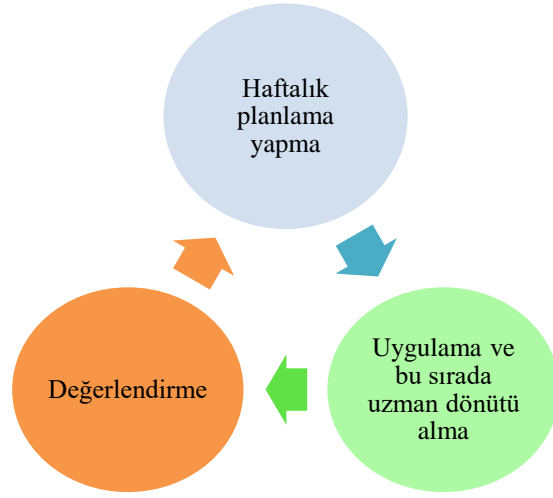 Haftalık
planlama
yapma
Uygulama ve
bu sırada
uzman dönütü
alma
Değerlendirme